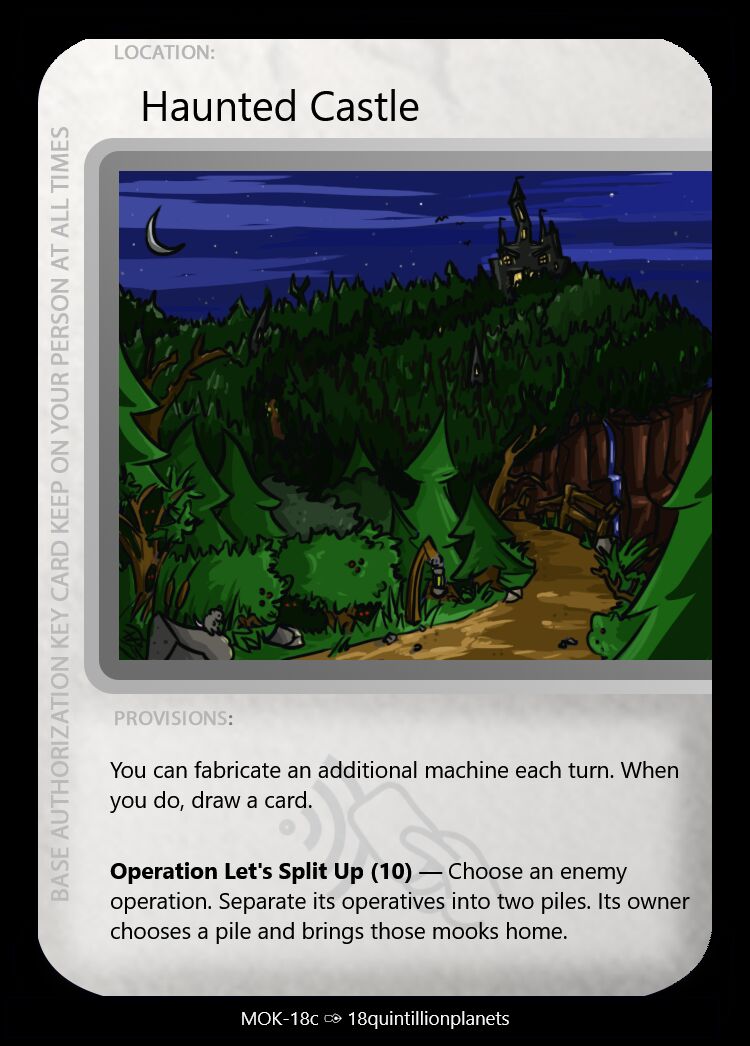 LOCATION:
Haunted Castle
BASE AUTHORIZATION KEY CARD KEEP ON YOUR PERSON AT ALL TIMES
PROVISIONS:
You can fabricate an additional machine each turn. When
you do, draw a card.
Operation Let's Split Up (10) — Choose an enemy
operation. Separate its operatives into two piles. Its owner
chooses a pile and brings those mooks home.
MOK-18c ➩ 18quintillionplanets